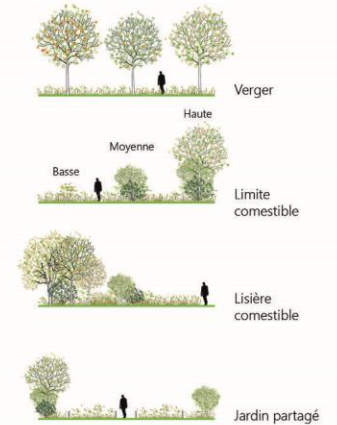 Verger
Haute
Moyenne
Basse
Limite
comestible
Lisière
comestible
Jardin partagé